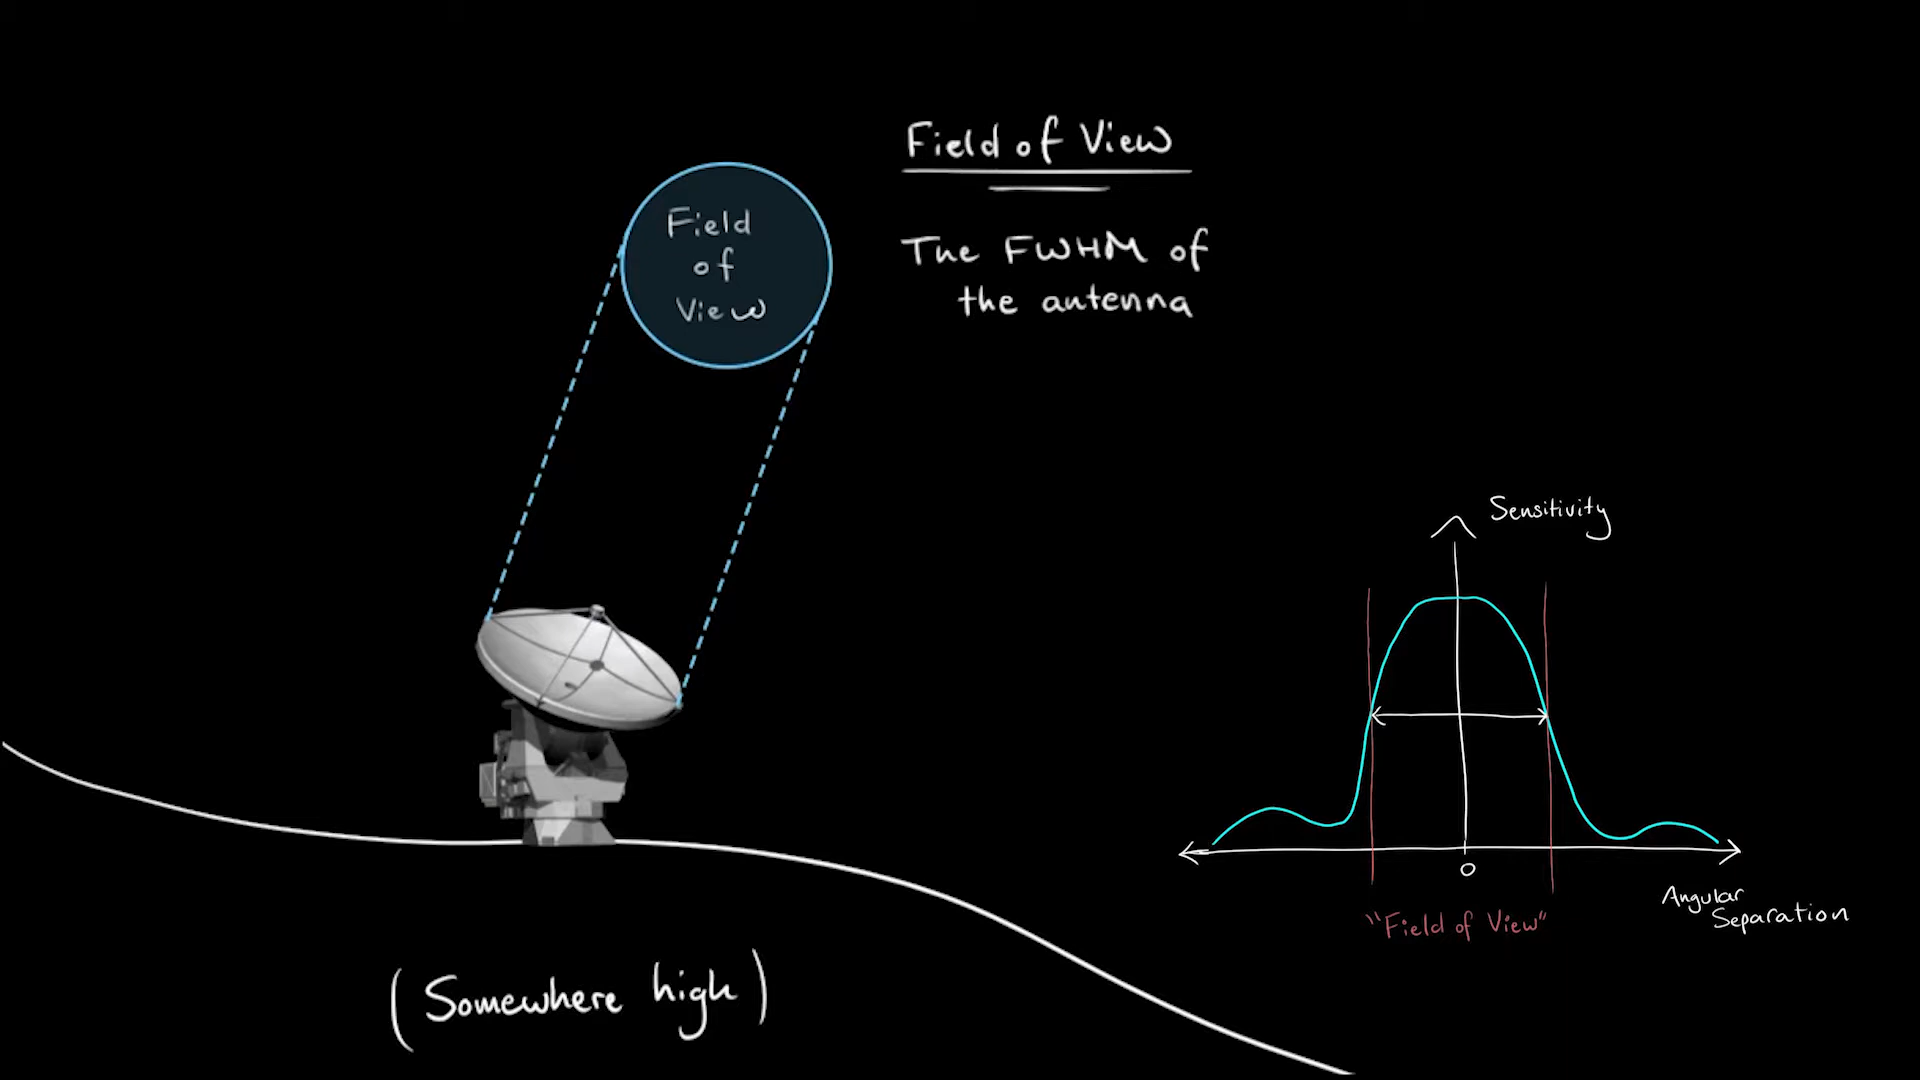 Field of View
The FWHM of
the antenna
Field
of
View
Sensitivity
0
Angular
Separation
"Field of View"
(Somewhere high)